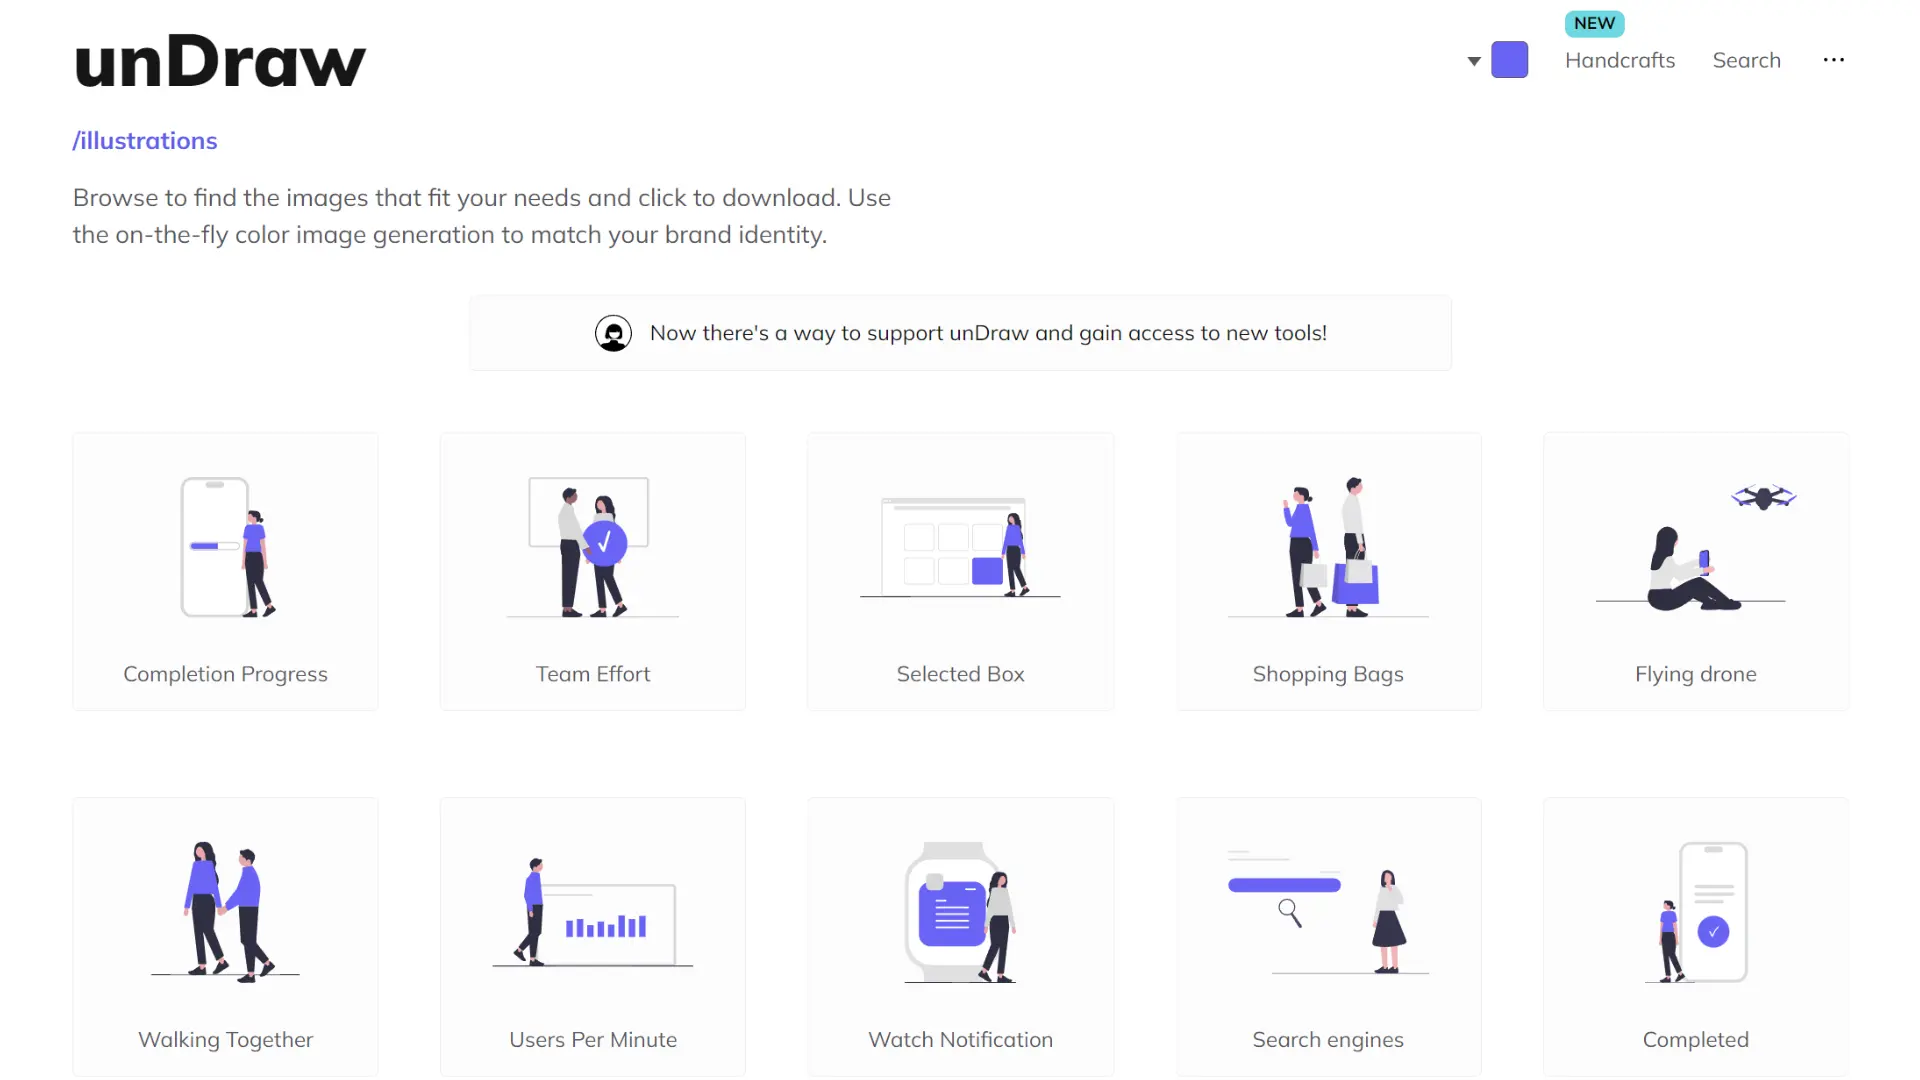 unDraw
NEW
Handcrafts
Search
...
/illustrations
Browse to find the images that fit your needs and click to download. Use
the on-the-fly color image generation to match your brand identity.
Now there's a way to support unDraw and gain access to new tools!
Completion Progress
Team Effort
Selected Box
Shopping Bags
Flying drone
Walking Together
Users Per Minute
Watch Notification
Search engines
Completed